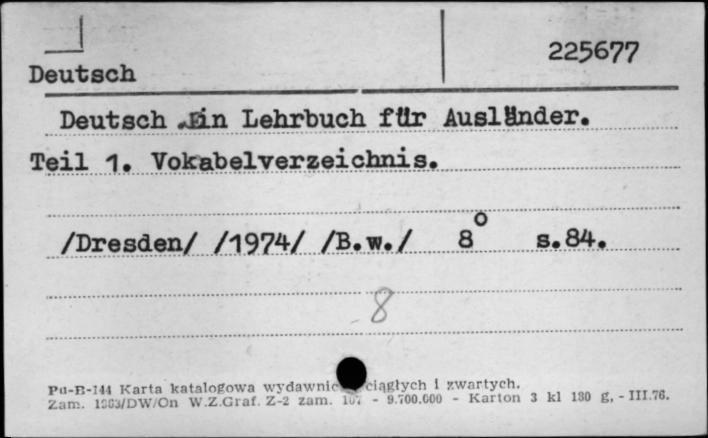 225677
Deutsch
Deutsch. Ein Lehrbuch für Ausländer.
Teil 1. Vokabelverzeichnis.
/Dresden/ /1974/ /B.w./ 8° s.84.
8
Pu-B-144 Karta katalogowa wydawnic ciągłych i zwartych.
Zam. DW/On W.Z.Graf. Z-2 zam. 107 - 9.700.000 - Karton 3 kl 180 g, - III.76.